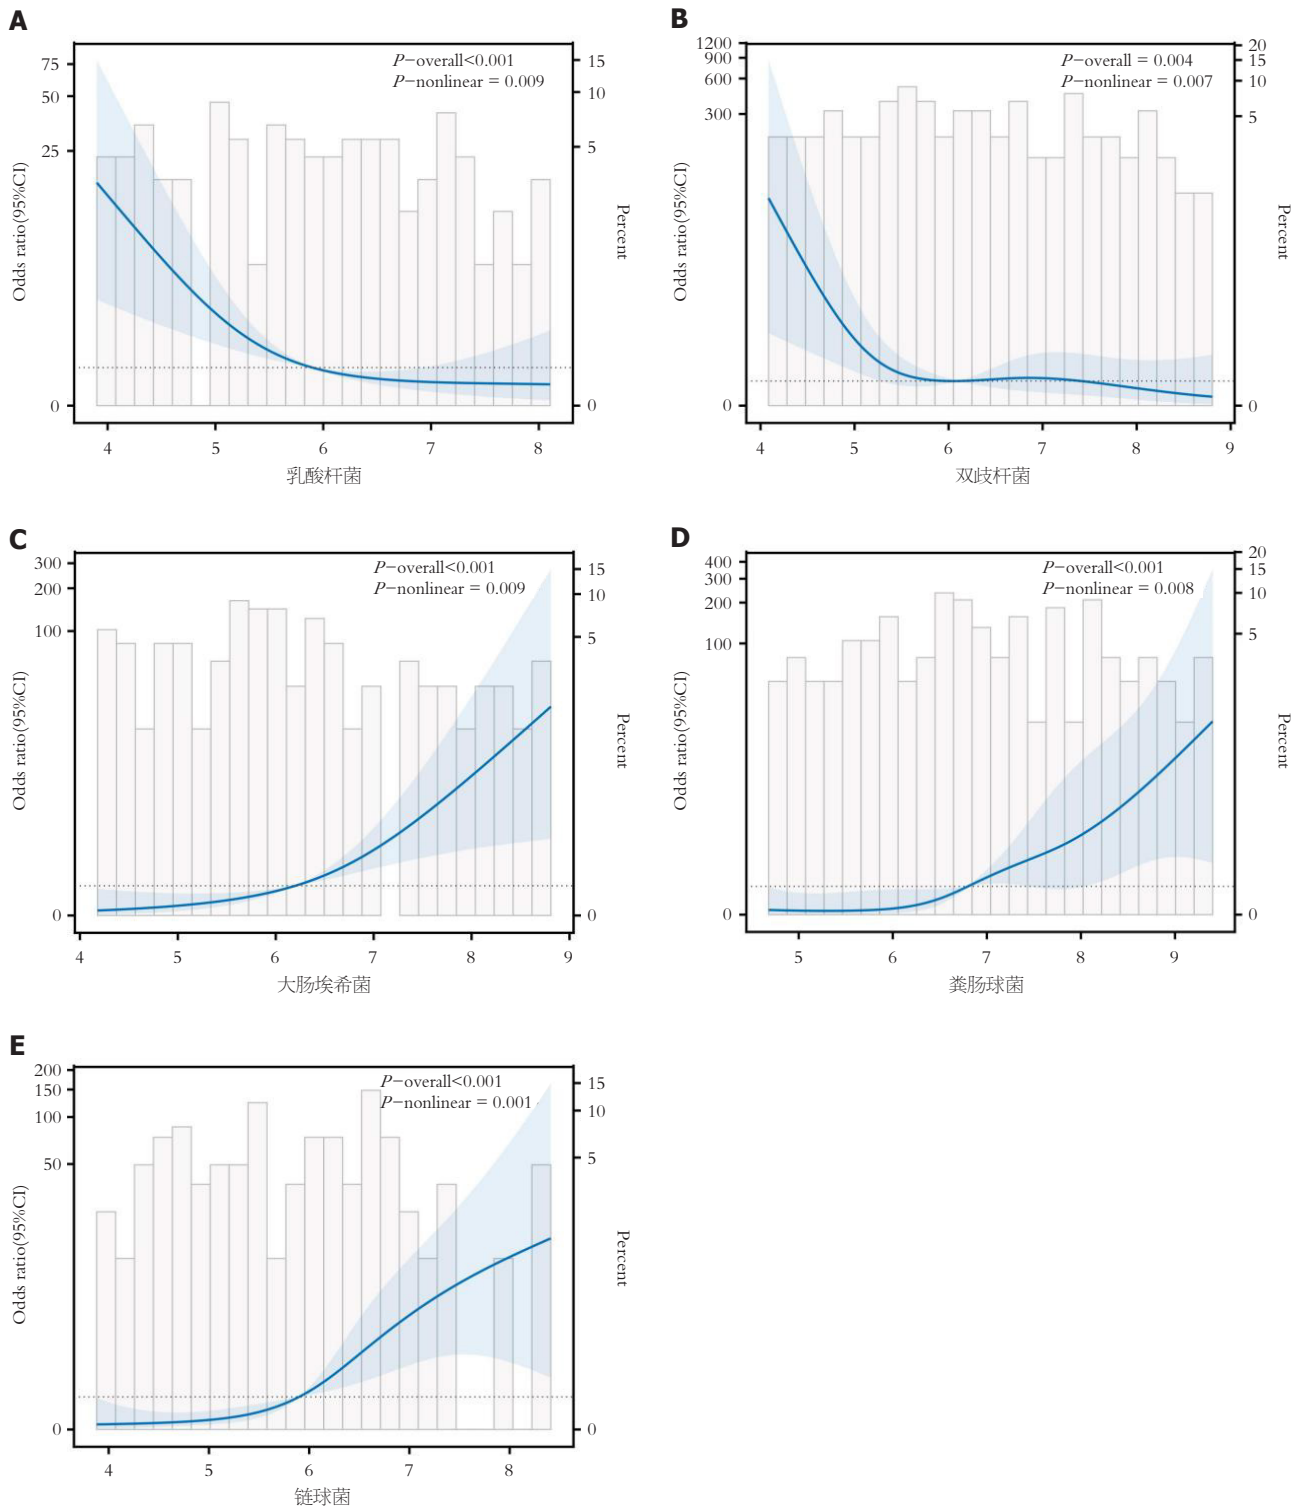 A
P−overall<0.001
P−nonlinear = 0.009
75
50
25
0
15
10
5
0
Odds ratio(95%CI)
Percent
4 5 6 7 8
乳酸杆菌
B
P−overall = 0.004
P−nonlinear = 0.007
1200
900
600
300
0
20
15
10
5
0
Odds ratio(95%CI)
Percent
4 5 6 7 8 9
双歧杆菌
C
P−overall<0.001
P−nonlinear = 0.009
300
200
100
0
15
10
5
0
Odds ratio(95%CI)
Percent
4 5 6 7 8 9
大肠埃希菌
D
P−overall<0.001
P−nonlinear = 0.008
400
300
200
100
0
20
15
10
5
0
Odds ratio(95%CI)
Percent
5 6 7 8 9
粪肠球菌
E
P−overall<0.001
P−nonlinear = 0.001
200
150
100
50
0
15
10
5
0
Odds ratio(95%CI)
Percent
4 5 6 7 8
链球菌